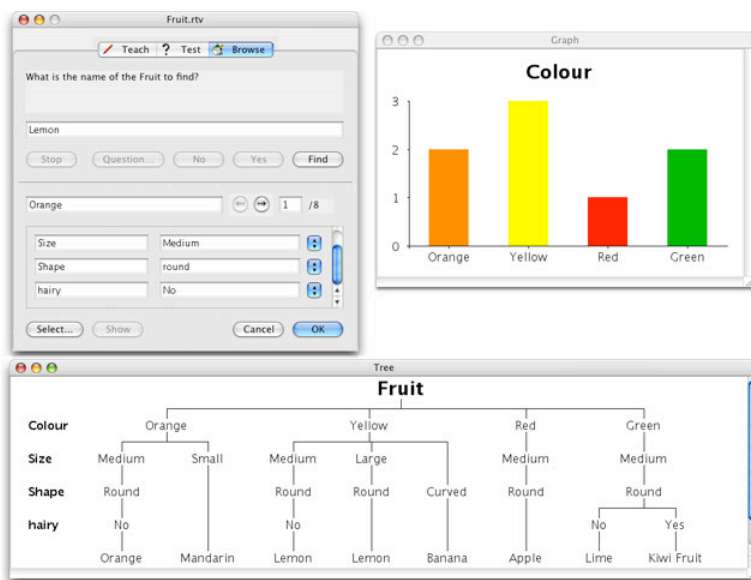 Fruit.rtv
Teach ? Test Browse
What is the name of the Fruit to find?
Lemon
Stop Question... No Yes Find
Orange 1 /8
Size Medium
Shape round
hairy No
Select... Show Cancel OK
Graph
Colour
3
2
1
0
Orange Yellow Red Green
Tree
Fruit
Colour Orange Yellow Red Green
Size Medium Small Medium Large Medium Medium
Shape Round Round Round Curved Round Round
hairy No No No Yes
Orange Mandarin Lemon Lemon Banana Apple Lime Kiwi Fruit